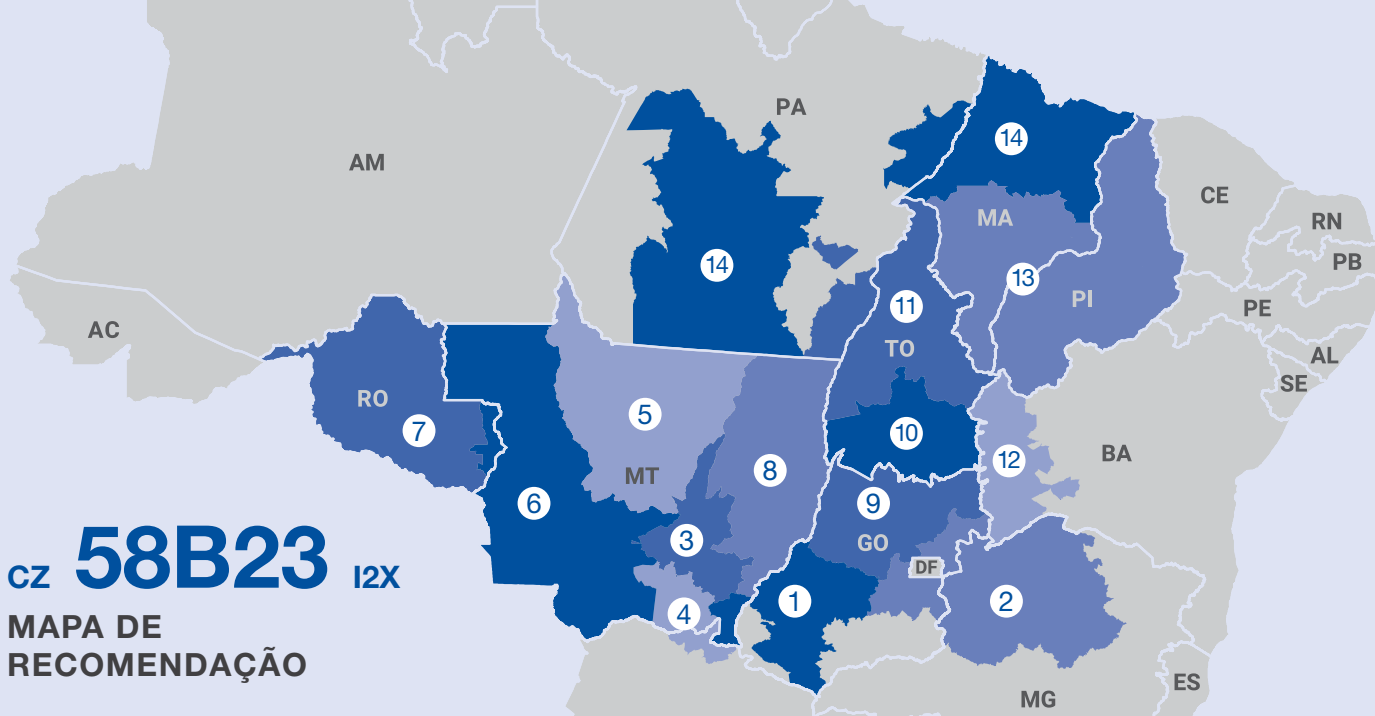 PA
14
AM
MA
CE
RN
PB
14
13
PI
PE
11
AC
TO
AL
SE
RO
5
7
10
BA
12
MT
8
6
9
3
GO
DF
1
4
2
CZ 58B23 I2X
MAPA DE
RECOMENDAÇÃO
ES
MG